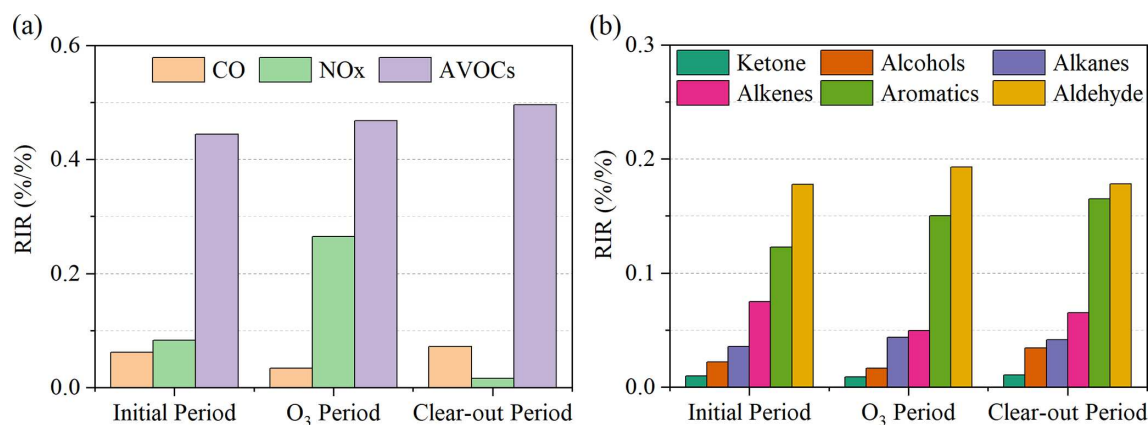 (a)
0.6
CO NOx AVOCs
0.4
RIR (%/%)
0.2
0.0
Initial Period O₃ Period Clear-out Period
(b)
0.3
Ketone Alcohols Alkanes
Alkenes Aromatics Aldehyde
0.2
RIR (%/%)
0.1
0.0
Initial Period O₃ Period Clear-out Period